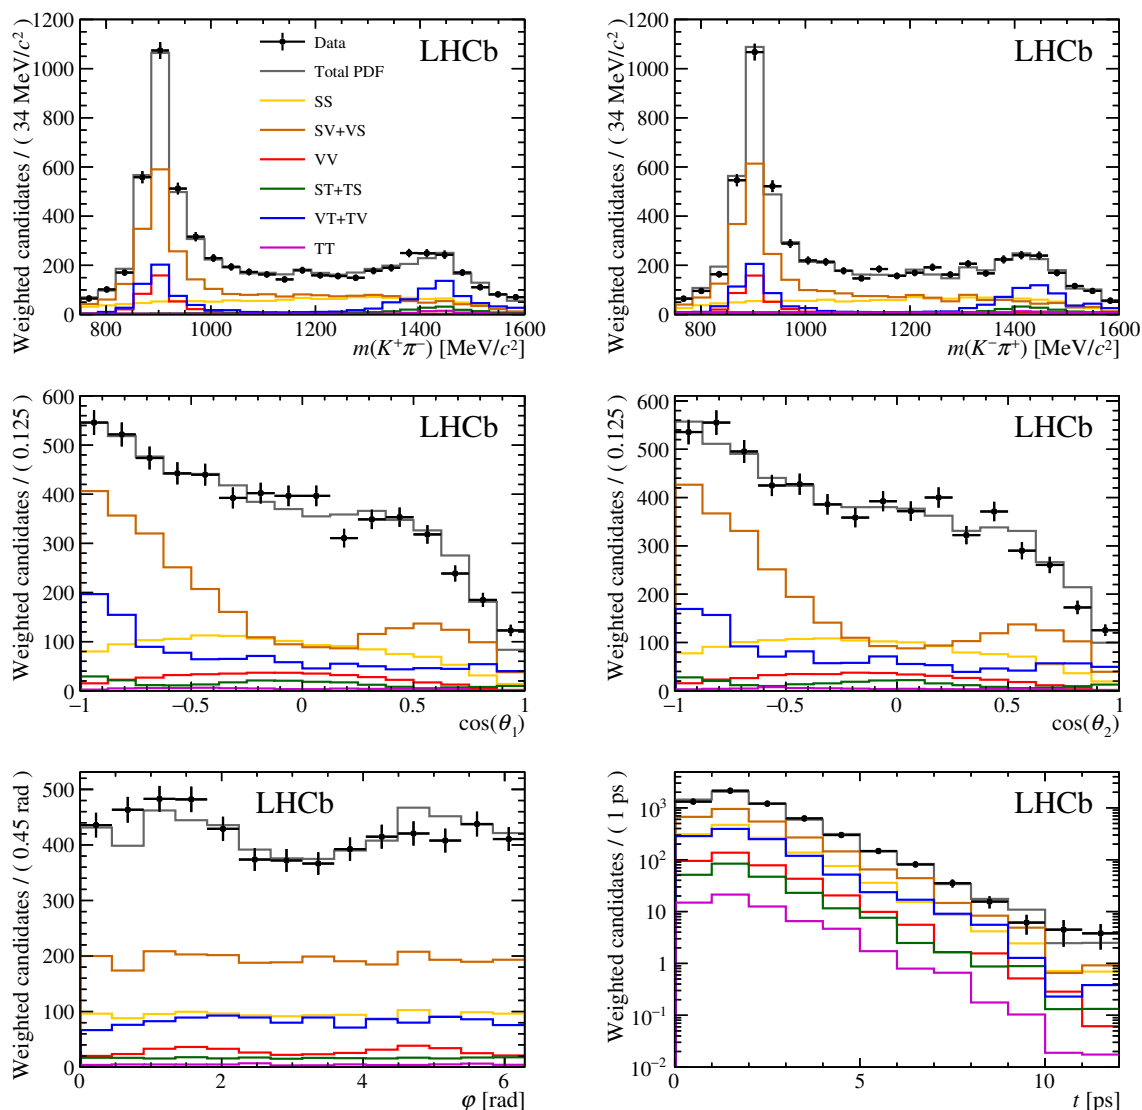 Weighted candidates / ( 34 MeV/c²)
1200
1000
800
600
400
200
0
LHCb
Data
Total PDF
SS
SV+VS
VV
ST+TS
VT+TV
TT
800 1000 1200 1400 1600
m(K⁺π⁻) [MeV/c²]
Weighted candidates / ( 34 MeV/c²)
1200
1000
800
600
400
200
0
LHCb
800 1000 1200 1400 1600
m(K⁻π⁺) [MeV/c²]
Weighted candidates / ( 0.125)
600
500
400
300
200
100
0
LHCb
−1 −0.5 0 0.5 1
cos(θ₁)
Weighted candidates / ( 0.125)
600
500
400
300
200
100
0
LHCb
−1 −0.5 0 0.5 1
cos(θ₂)
Weighted candidates / ( 0.45 rad )
500
400
300
200
100
0
LHCb
0 2 4 6
φ [rad]
Weighted candidates / ( 1 ps )
10³
10²
10
1
10⁻¹
10⁻²
LHCb
0 5 10
t [ps]